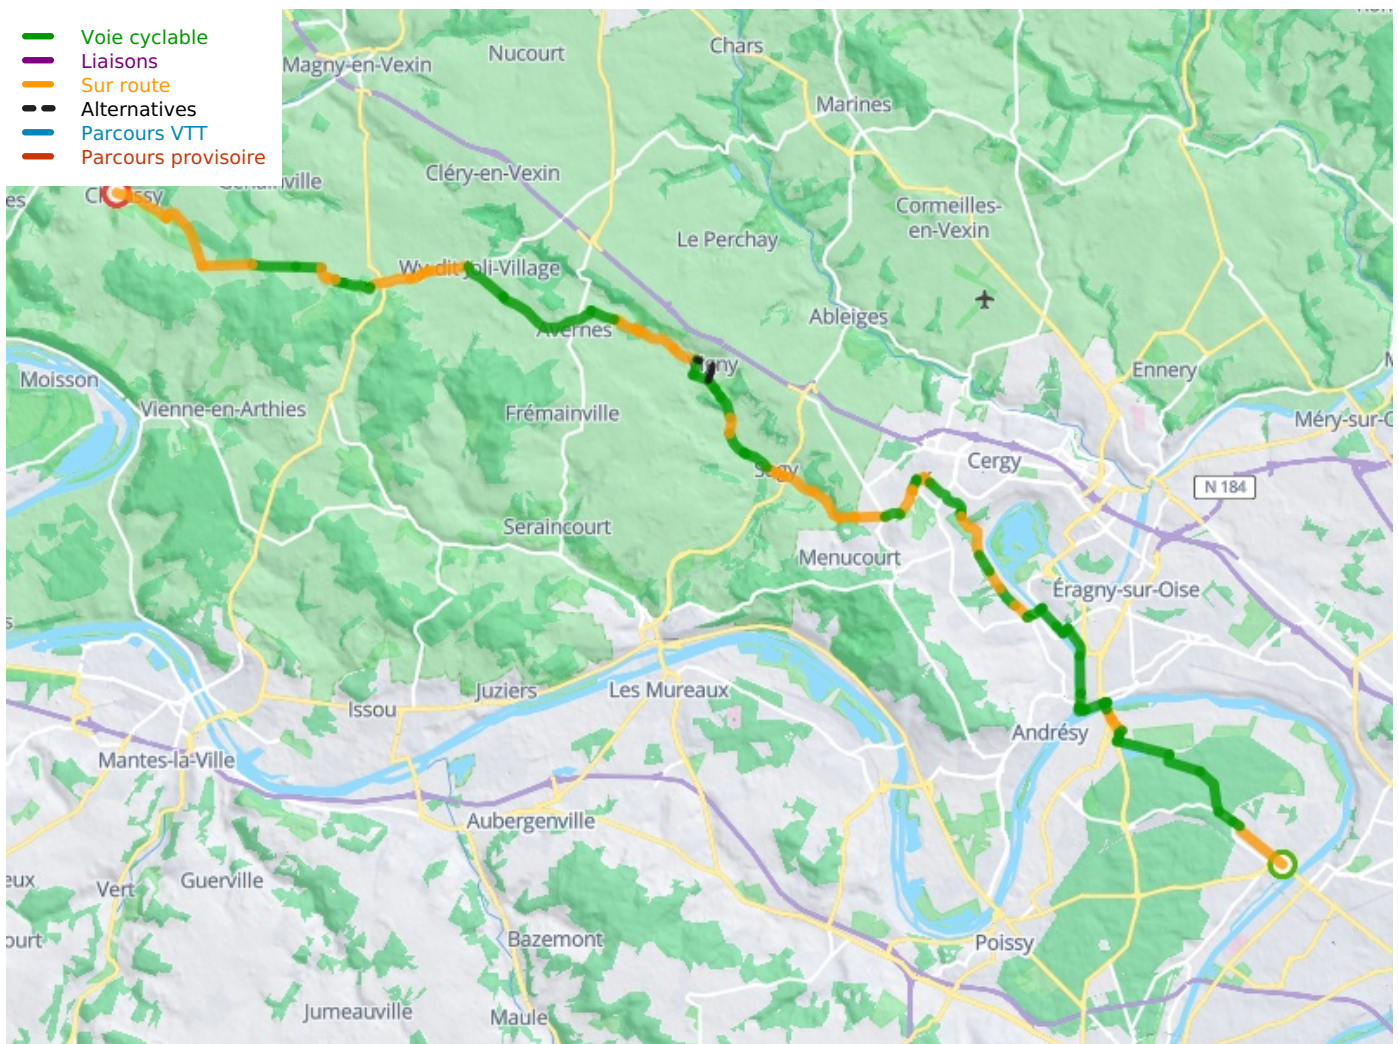 Voie cyclable
Liaisons
Sur route
Alternatives
Parcours VTT
Parcours provisoire
Nucourt
Chars
Magny-en-Vexin
Marines
Cléry-en-Vexin
Cormeilles-
en-Vexin
Le Perchay
Avernes
Ableiges
Ennery
Moisson
Vienne-en-Arthies
Frémainville
Méry-sur-O
Cergy
N 184
Seraincourt
Menucourt
Éragny-sur-Oise
Juziers
Les Mureaux
Issou
Andrésy
Mantes-la-Ville
Aubergenville
Vert
Guerville
Bazemont
Poissy
Jumeauville
Maule